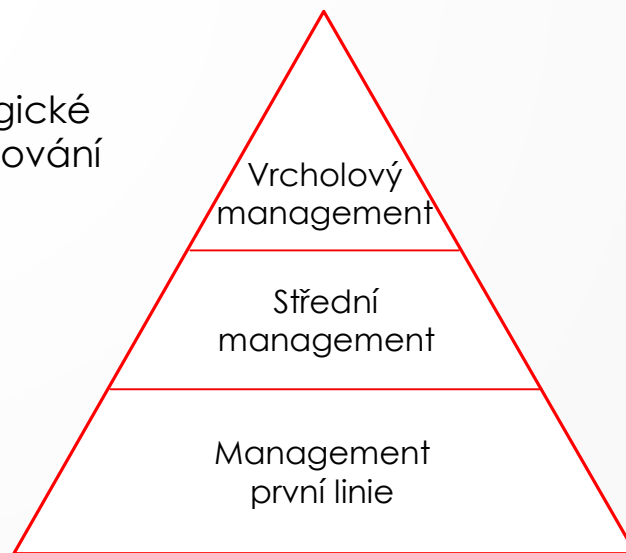 gické
ování
Vrcholový
management
Střední
management
Management
první linie